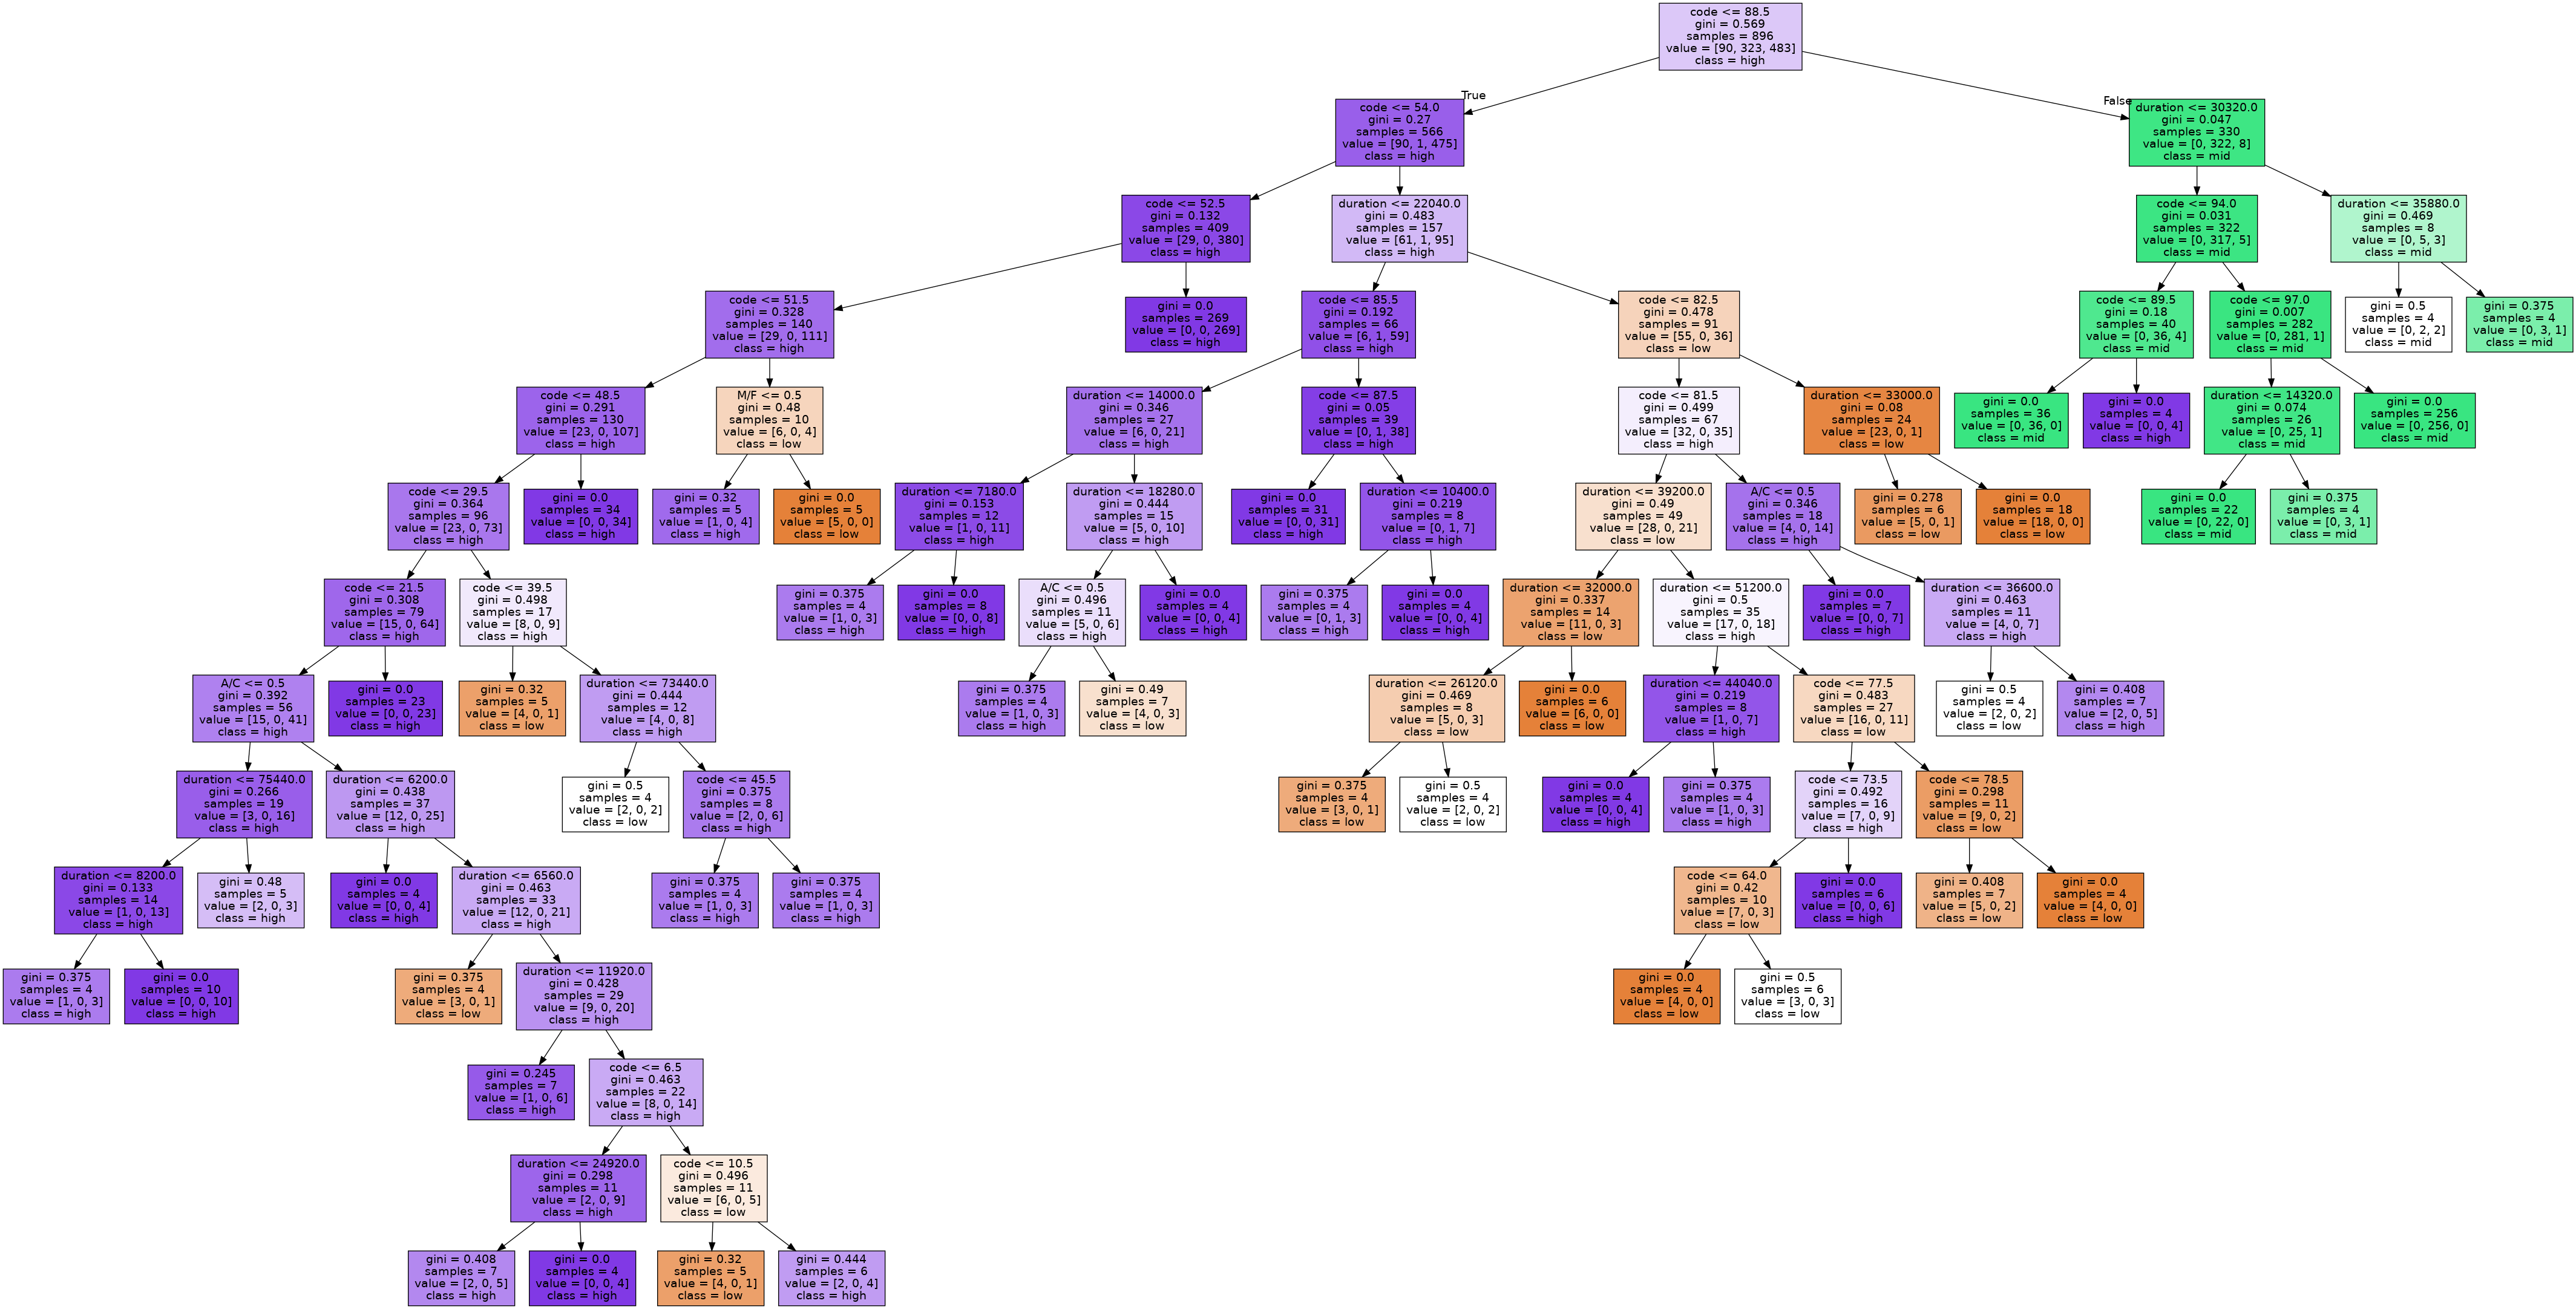 code <= 88.5
gini = 0.569
samples = 896
value = [90, 323, 483]
class = high
True
False
code <= 54.0
gini = 0.27
samples = 566
value = [90, 1, 475]
class = high
duration <= 30320.0
gini = 0.047
samples = 330
value = [0, 322, 8]
class = mid
code <= 52.5
gini = 0.132
samples = 409
value = [29, 0, 380]
class = high
duration <= 22040.0
gini = 0.483
samples = 157
value = [61, 1, 95]
class = high
code <= 94.0
gini = 0.031
samples = 322
value = [0, 317, 5]
class = mid
duration <= 35880.0
gini = 0.469
samples = 8
value = [0, 5, 3]
class = mid
code <= 51.5
gini = 0.328
samples = 140
value = [29, 0, 111]
class = high
gini = 0.0
samples = 269
value = [0, 0, 269]
class = high
code <= 85.5
gini = 0.192
samples = 66
value = [6, 1, 59]
class = high
code <= 82.5
gini = 0.478
samples = 91
value = [55, 0, 36]
class = low
code <= 89.5
gini = 0.18
samples = 40
value = [0, 36, 4]
class = mid
code <= 97.0
gini = 0.007
samples = 282
value = [0, 281, 1]
class = mid
gini = 0.5
samples = 4
value = [0, 2, 2]
class = mid
gini = 0.375
samples = 4
value = [0, 3, 1]
class = mid
code <= 48.5
gini = 0.291
samples = 130
value = [23, 0, 107]
class = high
M/F <= 0.5
gini = 0.48
samples = 10
value = [6, 0, 4]
class = low
duration <= 14000.0
gini = 0.346
samples = 27
value = [6, 0, 21]
class = high
code <= 87.5
gini = 0.05
samples = 39
value = [0, 1, 38]
class = high
code <= 81.5
gini = 0.499
samples = 67
value = [32, 0, 35]
class = high
duration <= 33000.0
gini = 0.08
samples = 24
value = [23, 0, 1]
class = low
gini = 0.0
samples = 36
value = [0, 36, 0]
class = mid
gini = 0.0
samples = 4
value = [0, 0, 4]
class = high
duration <= 14320.0
gini = 0.074
samples = 26
value = [0, 25, 1]
class = mid
gini = 0.0
samples = 256
value = [0, 256, 0]
class = mid
code <= 29.5
gini = 0.364
samples = 96
value = [23, 0, 73]
class = high
gini = 0.0
samples = 34
value = [0, 0, 34]
class = high
gini = 0.32
samples = 5
value = [1, 0, 4]
class = high
gini = 0.0
samples = 5
value = [5, 0, 0]
class = low
duration <= 7180.0
gini = 0.153
samples = 12
value = [1, 0, 11]
class = high
duration <= 18280.0
gini = 0.444
samples = 15
value = [5, 0, 10]
class = high
gini = 0.0
samples = 31
value = [0, 0, 31]
class = high
duration <= 10400.0
gini = 0.219
samples = 8
value = [0, 1, 7]
class = high
duration <= 39200.0
gini = 0.49
samples = 49
value = [28, 0, 21]
class = low
A/C <= 0.5
gini = 0.346
samples = 18
value = [4, 0, 14]
class = high
gini = 0.278
samples = 6
value = [5, 0, 1]
class = low
gini = 0.0
samples = 18
value = [18, 0, 0]
class = low
gini = 0.0
samples = 22
value = [0, 22, 0]
class = mid
gini = 0.375
samples = 4
value = [0, 3, 1]
class = mid
code <= 21.5
gini = 0.308
samples = 79
value = [15, 0, 64]
class = high
code <= 39.5
gini = 0.498
samples = 17
value = [8, 0, 9]
class = high
gini = 0.375
samples = 4
value = [1, 0, 3]
class = high
gini = 0.0
samples = 8
value = [0, 0, 8]
class = high
A/C <= 0.5
gini = 0.496
samples = 11
value = [5, 0, 6]
class = high
gini = 0.0
samples = 4
value = [0, 0, 4]
class = high
gini = 0.375
samples = 4
value = [0, 1, 3]
class = high
gini = 0.0
samples = 4
value = [0, 0, 4]
class = high
duration <= 32000.0
gini = 0.337
samples = 14
value = [11, 0, 3]
class = low
duration <= 51200.0
gini = 0.5
samples = 35
value = [17, 0, 18]
class = high
gini = 0.0
samples = 7
value = [0, 0, 7]
class = high
duration <= 36600.0
gini = 0.463
samples = 11
value = [4, 0, 7]
class = high
A/C <= 0.5
gini = 0.392
samples = 56
value = [15, 0, 41]
class = high
gini = 0.0
samples = 23
value = [0, 0, 23]
class = high
gini = 0.32
samples = 5
value = [4, 0, 1]
class = low
duration <= 73440.0
gini = 0.444
samples = 12
value = [4, 0, 8]
class = high
gini = 0.375
samples = 4
value = [1, 0, 3]
class = high
gini = 0.49
samples = 7
value = [4, 0, 3]
class = low
duration <= 26120.0
gini = 0.469
samples = 8
value = [5, 0, 3]
class = low
gini = 0.0
samples = 6
value = [6, 0, 0]
class = low
duration <= 44040.0
gini = 0.219
samples = 8
value = [1, 0, 7]
class = high
code <= 77.5
gini = 0.483
samples = 27
value = [16, 0, 11]
class = low
gini = 0.5
samples = 4
value = [2, 0, 2]
class = low
gini = 0.408
samples = 7
value = [2, 0, 5]
class = high
duration <= 75440.0
gini = 0.266
samples = 19
value = [3, 0, 16]
class = high
duration <= 6200.0
gini = 0.438
samples = 37
value = [12, 0, 25]
class = high
gini = 0.5
samples = 4
value = [2, 0, 2]
class = low
code <= 45.5
gini = 0.375
samples = 8
value = [2, 0, 6]
class = high
gini = 0.375
samples = 4
value = [3, 0, 1]
class = low
gini = 0.5
samples = 4
value = [2, 0, 2]
class = low
gini = 0.0
samples = 4
value = [0, 0, 4]
class = high
gini = 0.375
samples = 4
value = [1, 0, 3]
class = high
code <= 73.5
gini = 0.492
samples = 16
value = [7, 0, 9]
class = high
code <= 78.5
gini = 0.298
samples = 11
value = [9, 0, 2]
class = low
duration <= 8200.0
gini = 0.133
samples = 14
value = [1, 0, 13]
class = high
gini = 0.48
samples = 5
value = [2, 0, 3]
class = high
gini = 0.0
samples = 4
value = [0, 0, 4]
class = high
duration <= 6560.0
gini = 0.463
samples = 33
value = [12, 0, 21]
class = high
gini = 0.375
samples = 4
value = [1, 0, 3]
class = high
gini = 0.375
samples = 4
value = [1, 0, 3]
class = high
code <= 64.0
gini = 0.42
samples = 10
value = [7, 0, 3]
class = low
gini = 0.0
samples = 6
value = [0, 0, 6]
class = high
gini = 0.408
samples = 7
value = [5, 0, 2]
class = low
gini = 0.0
samples = 4
value = [4, 0, 0]
class = low
gini = 0.375
samples = 4
value = [1, 0, 3]
class = high
gini = 0.0
samples = 10
value = [0, 0, 10]
class = high
gini = 0.375
samples = 4
value = [3, 0, 1]
class = low
duration <= 11920.0
gini = 0.428
samples = 29
value = [9, 0, 20]
class = high
gini = 0.0
samples = 4
value = [4, 0, 0]
class = low
gini = 0.5
samples = 6
value = [3, 0, 3]
class = low
gini = 0.245
samples = 7
value = [1, 0, 6]
class = high
code <= 6.5
gini = 0.463
samples = 22
value = [8, 0, 14]
class = high
duration <= 24920.0
gini = 0.298
samples = 11
value = [2, 0, 9]
class = high
code <= 10.5
gini = 0.496
samples = 11
value = [6, 0, 5]
class = low
gini = 0.408
samples = 7
value = [2, 0, 5]
class = high
gini = 0.0
samples = 4
value = [0, 0, 4]
class = high
gini = 0.32
samples = 5
value = [4, 0, 1]
class = low
gini = 0.444
samples = 6
value = [2, 0, 4]
class = high